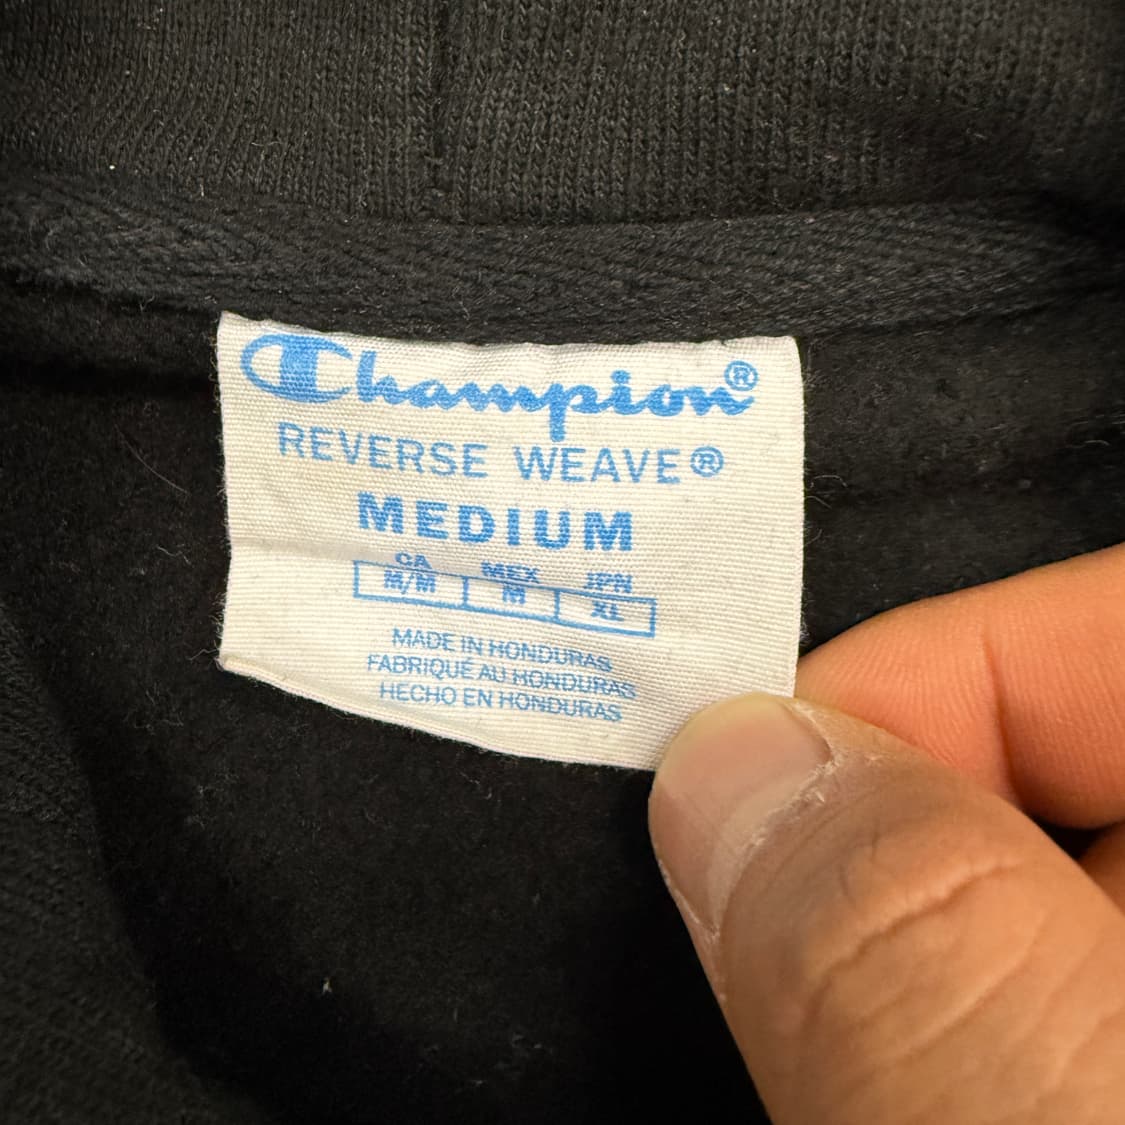 Champion®
REVERSE WEAVE®
MEDIUM
CA MEX JPN
M/M M XL
MADE IN HONDURAS
FABRIQUÉ AU HONDURAS
HECHO EN HONDURAS